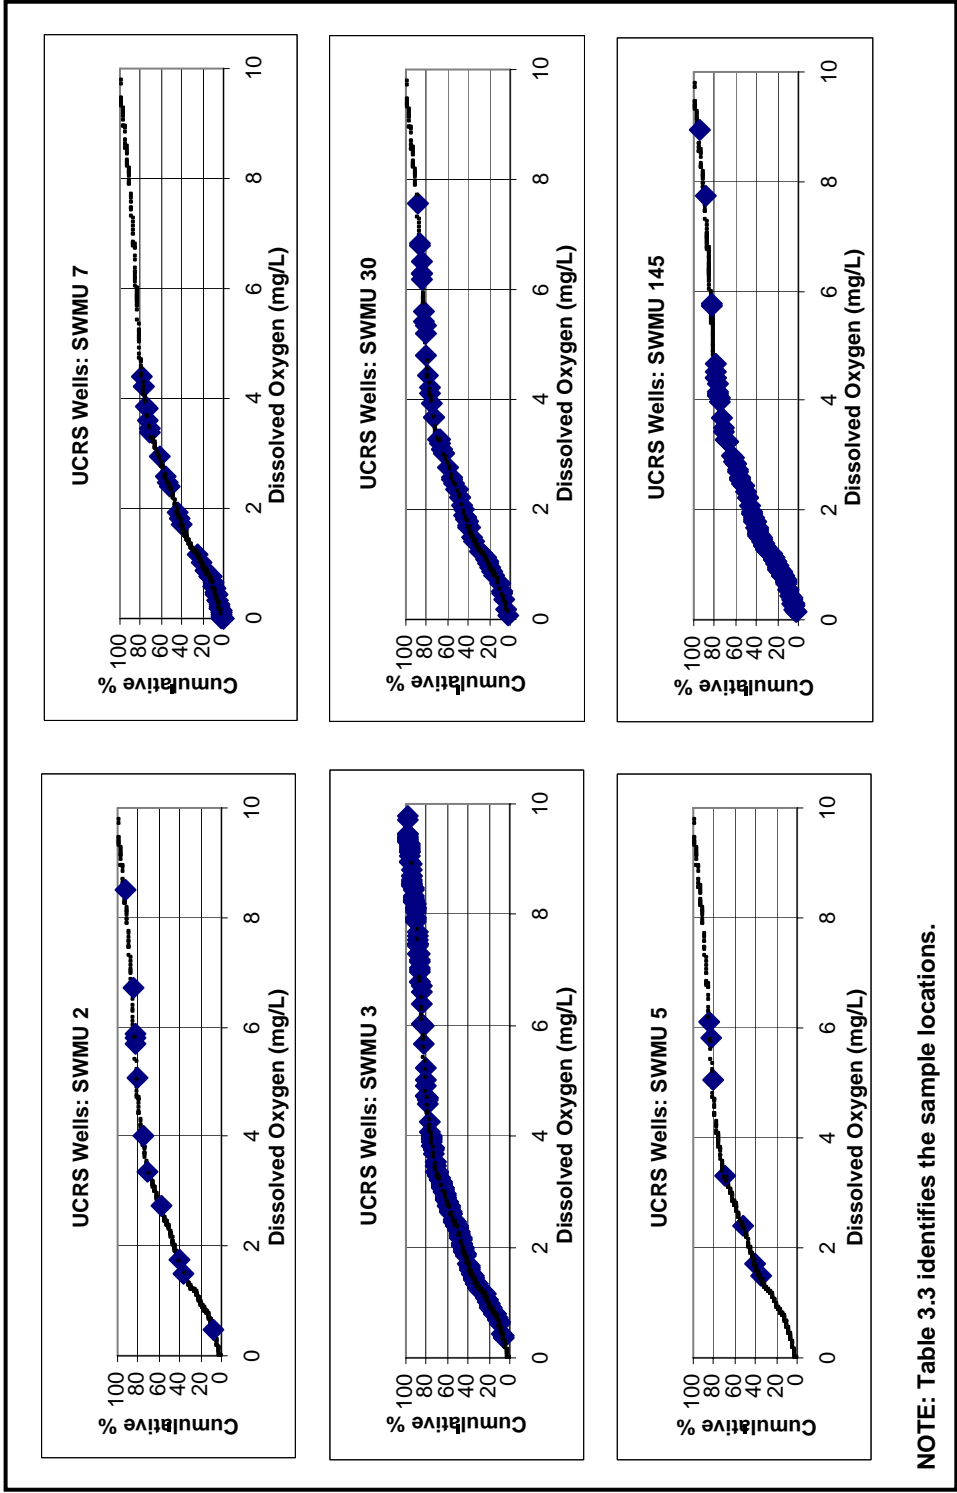 UCRS Wells: SWMU 2
Cumulative %
100
80
60
40
20
0
0 2 4 6 8 10
Dissolved Oxygen (mg/L)
UCRS Wells: SWMU 7
Cumulative %
100
80
60
40
20
0
0 2 4 6 8 10
Dissolved Oxygen (mg/L)
UCRS Wells: SWMU 3
Cumulative %
100
80
60
40
20
0
0 2 4 6 8 10
Dissolved Oxygen (mg/L)
UCRS Wells: SWMU 30
Cumulative %
100
80
60
40
20
0
0 2 4 6 8 10
Dissolved Oxygen (mg/L)
UCRS Wells: SWMU 5
Cumulative %
100
80
60
40
20
0
0 2 4 6 8 10
Dissolved Oxygen (mg/L)
UCRS Wells: SWMU 145
Cumulative %
100
80
60
40
20
0
0 2 4 6 8 10
Dissolved Oxygen (mg/L)
NOTE: Table 3.3 identifies the sample locations.